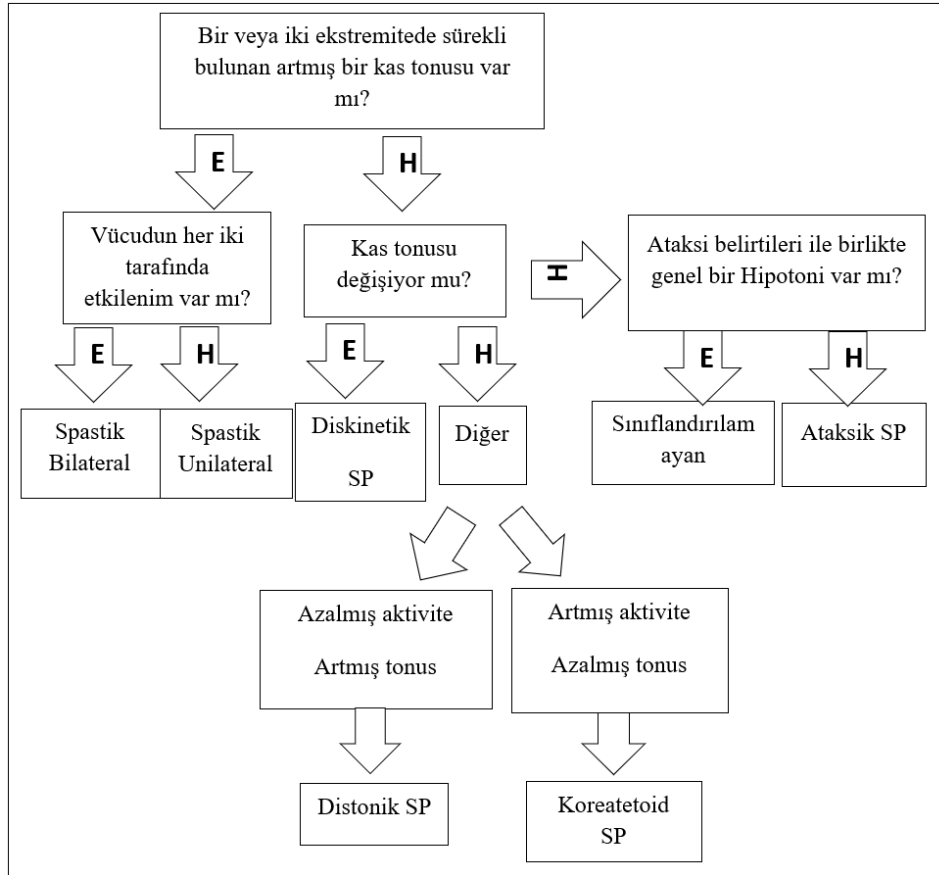 Bir veya iki ekstremitede sürekli
bulunan artmış bir kas tonusu var
mı?
E
H
Vücudun her iki
tarafında
etkilenim var mı?
Kas tonusu
değişiyor mu?
H
Ataksi belirtileri ile birlikte
genel bir Hipotoni var mı?
E
H
E
H
E
H
Spastik
Bilateral
Spastik
Unilateral
Diskinetik
SP
Diğer
Sınıflandırılam
ayan
Ataksik SP
Azalmış aktivite
Artmış tonus
Artmış aktivite
Azalmış tonus
Distonik SP
Koreatetoid
SP